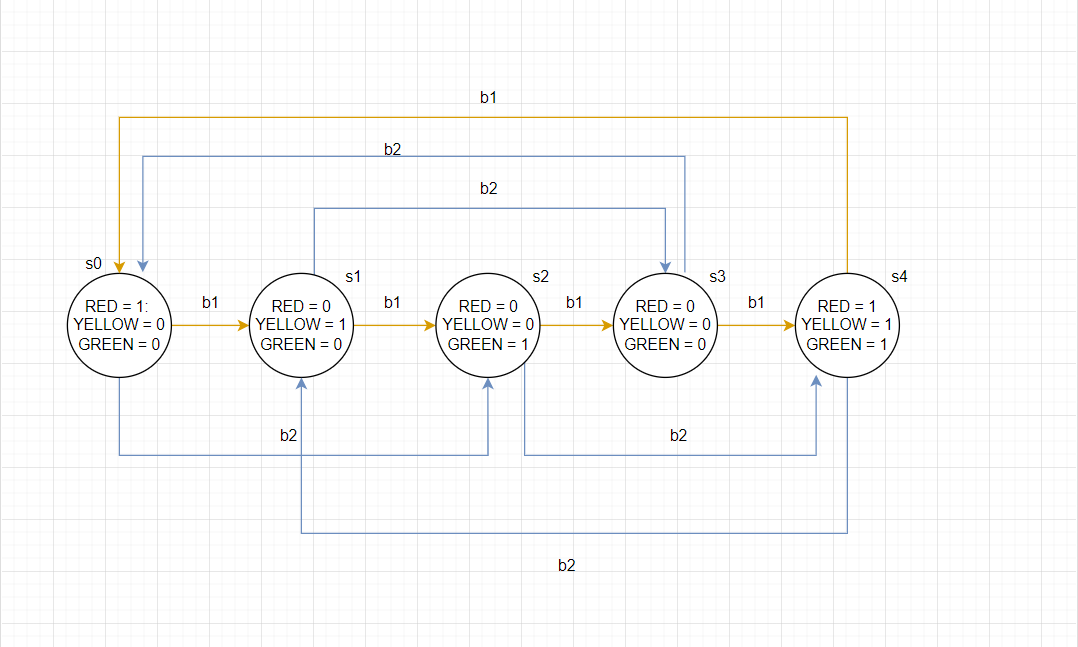 b1
b2
b2
s0
s1
s2
s3
s4
RED = 1:
YELLOW = 0
GREEN = 0
b1
RED = 0
YELLOW = 1
GREEN = 0
b1
RED = 0
YELLOW = 0
GREEN = 1
b1
RED = 0
YELLOW = 0
GREEN = 0
b1
RED = 1
YELLOW = 1
GREEN = 1
b2
b2
b2